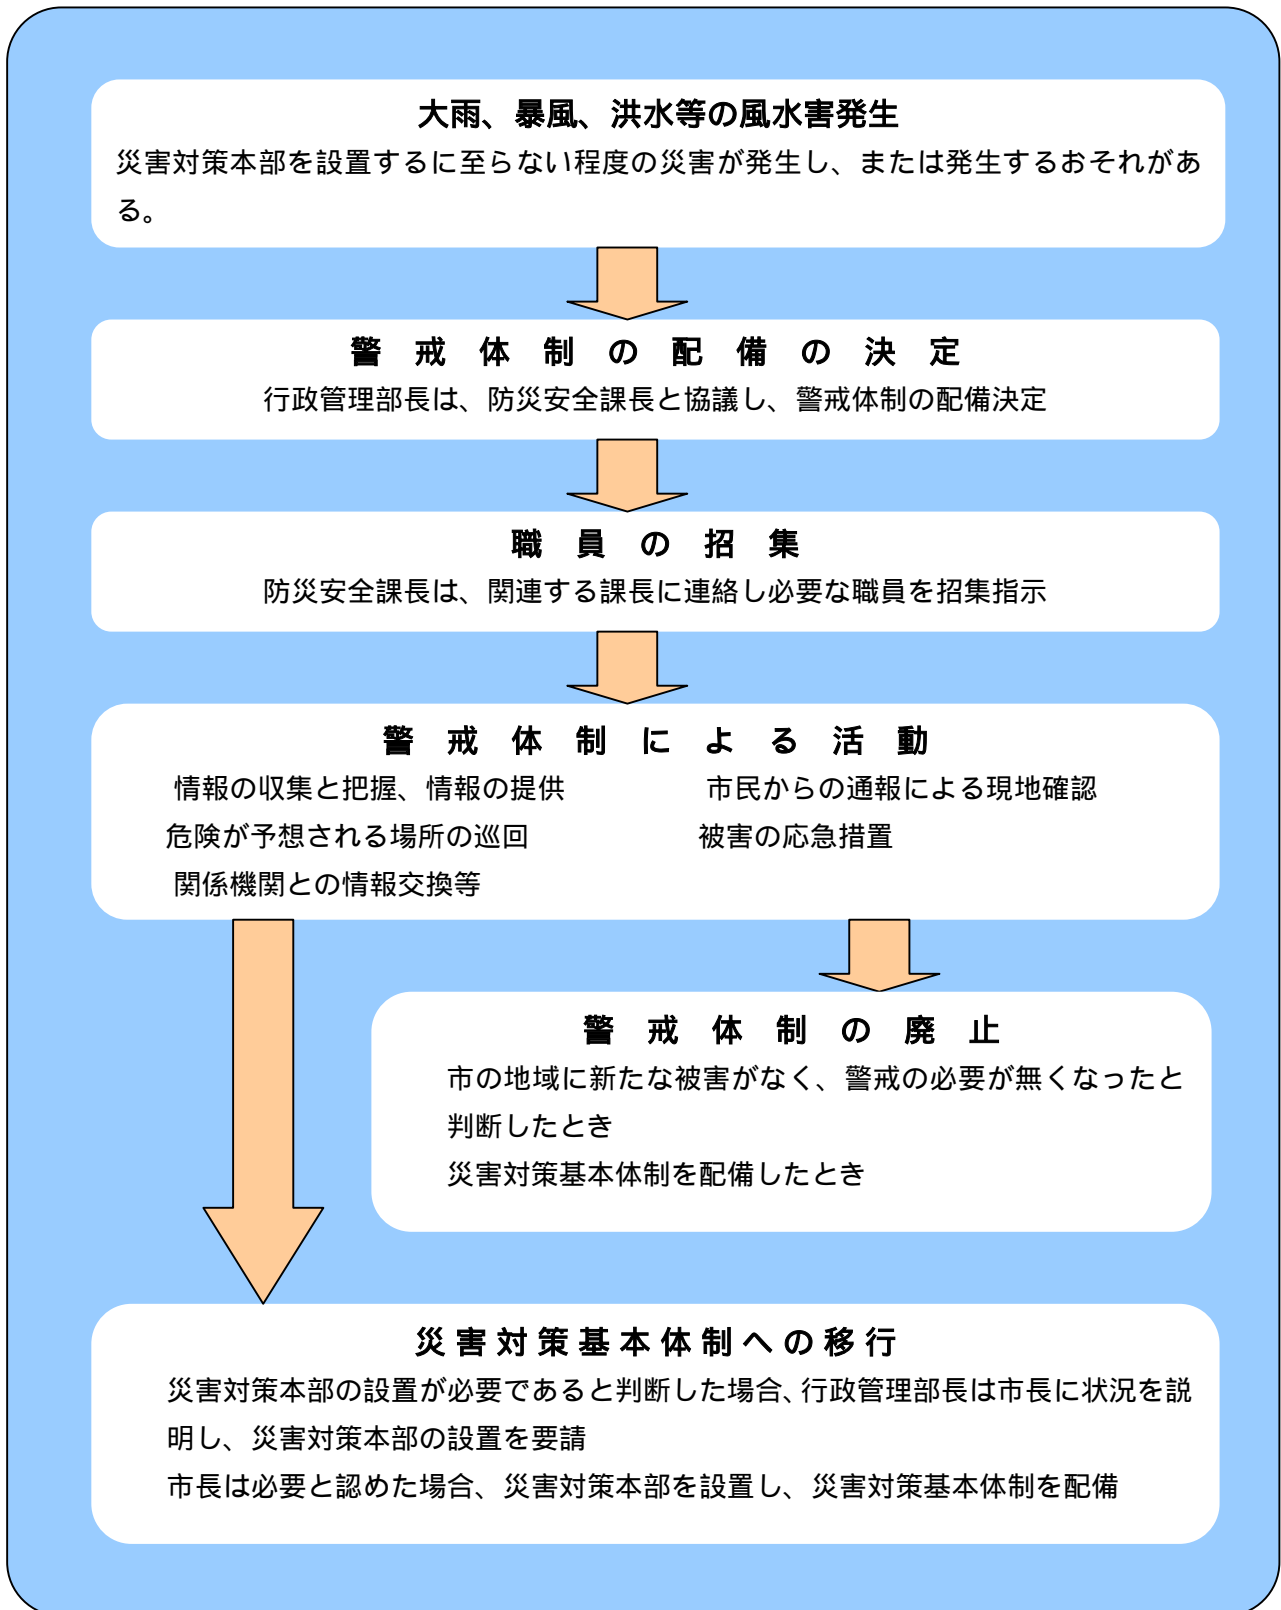 大雨、暴風、洪水等の風水害発生
災害対策本部を設置するに至らない程度の災害が発生し、または発生するおそれがあ
る。
警戒体制の配備の決定
行政管理部長は、防災安全課長と協議し、警戒体制の配備決定
職員の招集
防災安全課長は、関連する課長に連絡し必要な職員を招集指示
警戒体制による活動
情報の収集と把握、情報の提供 市民からの通報による現地確認
危険が予想される場所の巡回 被害の応急措置
関係機関との情報交換等
警戒体制の廃止
市の地域に新たな被害がなく、警戒の必要が無くなったと
判断したとき
災害対策基本体制を配備したとき
災害対策基本体制への移行
災害対策本部の設置が必要であると判断した場合、行政管理部長は市長に状況を説
明し、災害対策本部の設置を要請
市長は必要と認めた場合、災害対策本部を設置し、災害対策基本体制を配備